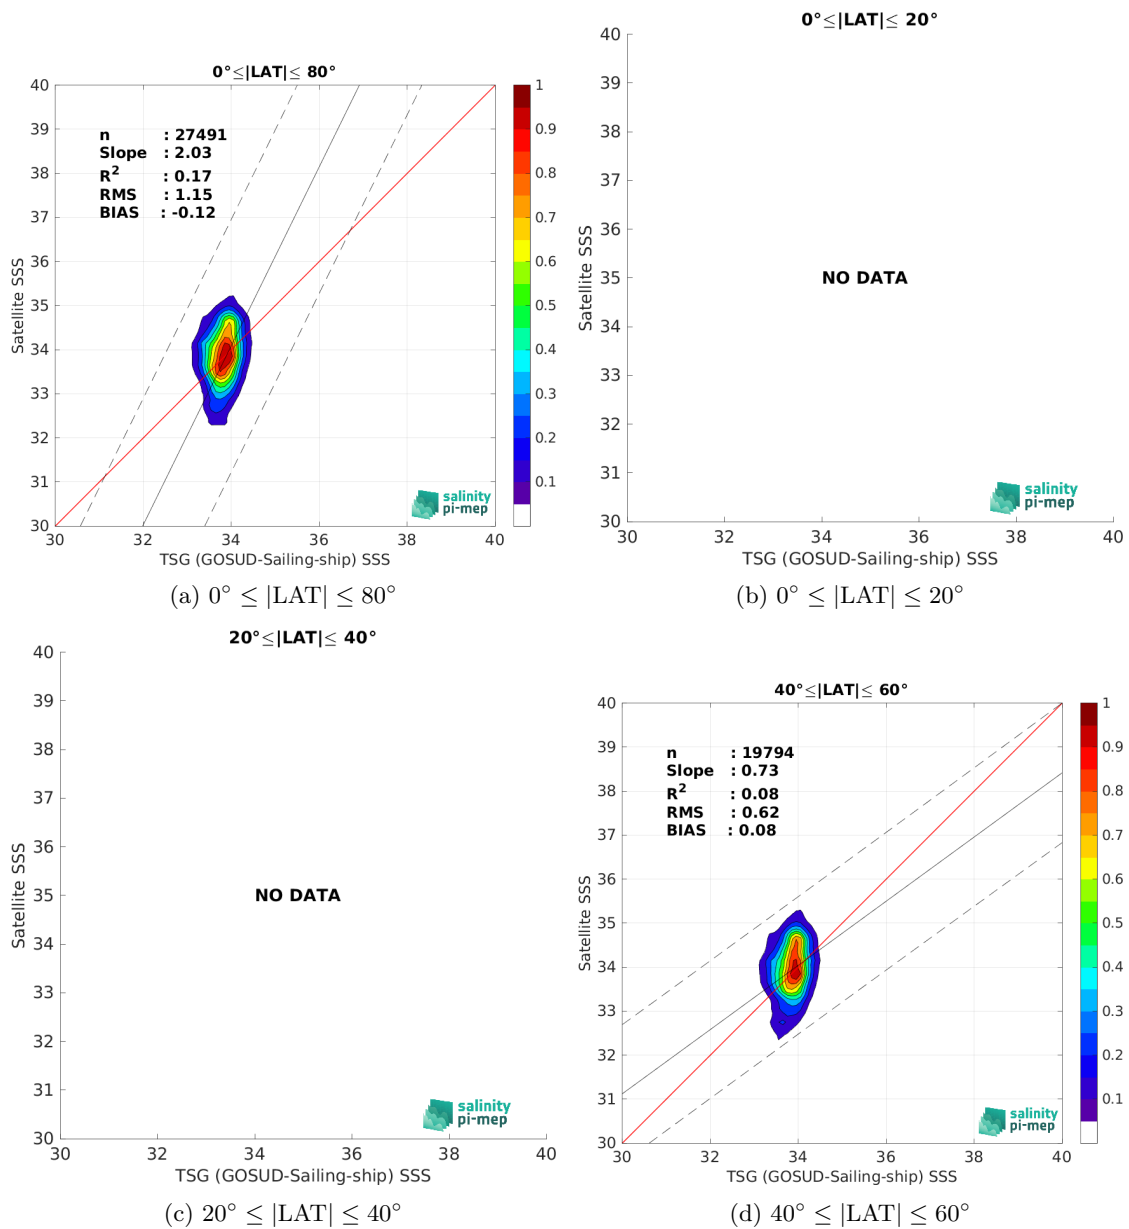 0°≤|LAT|≤ 80°
40
39
38
37
36
35
34
33
32
31
30
30
32
34
36
38
40
n : 27491
Slope : 2.03
R² : 0.17
RMS : 1.15
BIAS : -0.12
1
0.9
0.8
0.7
0.6
0.5
0.4
0.3
0.2
0.1
Satellite SSS
TSG (GOSUD-Sailing-ship) SSS
salinity
pi-mep
(a) 0° ≤ |LAT| ≤ 80°
0°≤|LAT|≤ 20°
40
39
38
37
36
35
34
33
32
31
30
30
32
34
36
38
40
NO DATA
Satellite SSS
TSG (GOSUD-Sailing-ship) SSS
salinity
pi-mep
(b) 0° ≤ |LAT| ≤ 20°
20°≤|LAT|≤ 40°
40
39
38
37
36
35
34
33
32
31
30
30
32
34
36
38
40
NO DATA
Satellite SSS
TSG (GOSUD-Sailing-ship) SSS
salinity
pi-mep
(c) 20° ≤ |LAT| ≤ 40°
40°≤|LAT|≤ 60°
40
39
38
37
36
35
34
33
32
31
30
30
32
34
36
38
40
n : 19794
Slope : 0.73
R² : 0.08
RMS : 0.62
BIAS : 0.08
1
0.9
0.8
0.7
0.6
0.5
0.4
0.3
0.2
0.1
Satellite SSS
TSG (GOSUD-Sailing-ship) SSS
salinity
pi-mep
(d) 40° ≤ |LAT| ≤ 60°